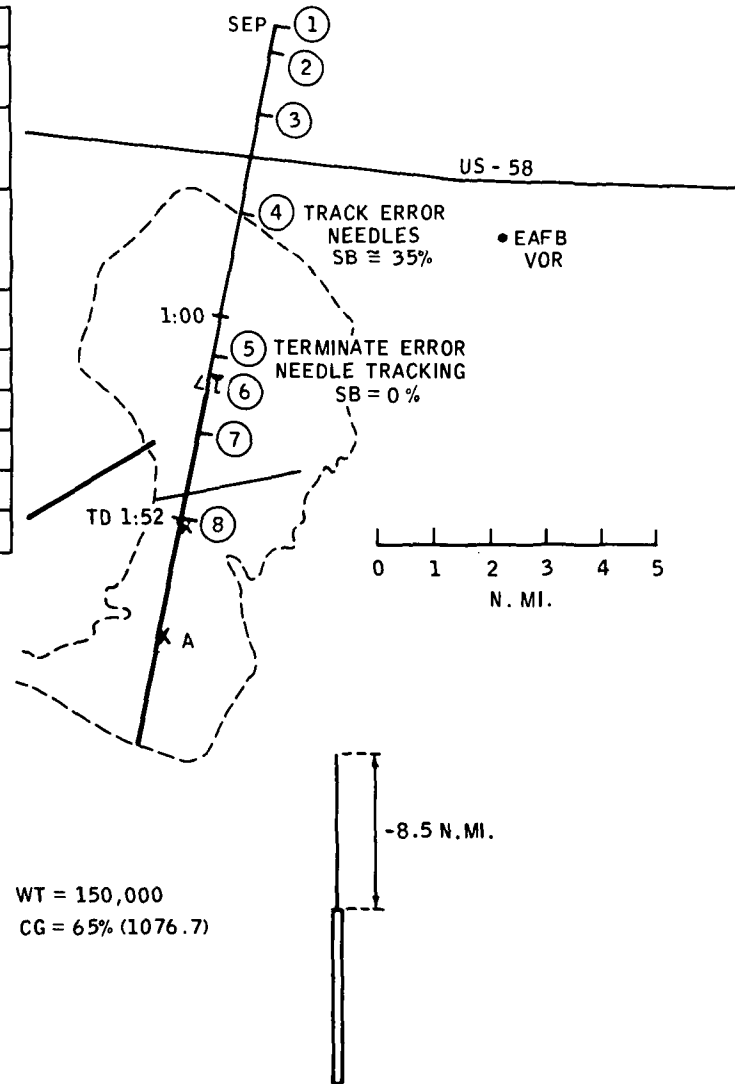 SEP 1
2
3
US - 58
4 TRACK ERROR
NEEDLES
SB ≅ 35%
• EAFB
VOR
1:00
5 TERMINATE ERROR
NEEDLE TRACKING
SB = 0 %
6
7
TD 1:52 8
0 1 2 3 4 5
N. MI.
X A
-8.5 N.MI.
WT = 150,000
CG = 65% (1076.7)